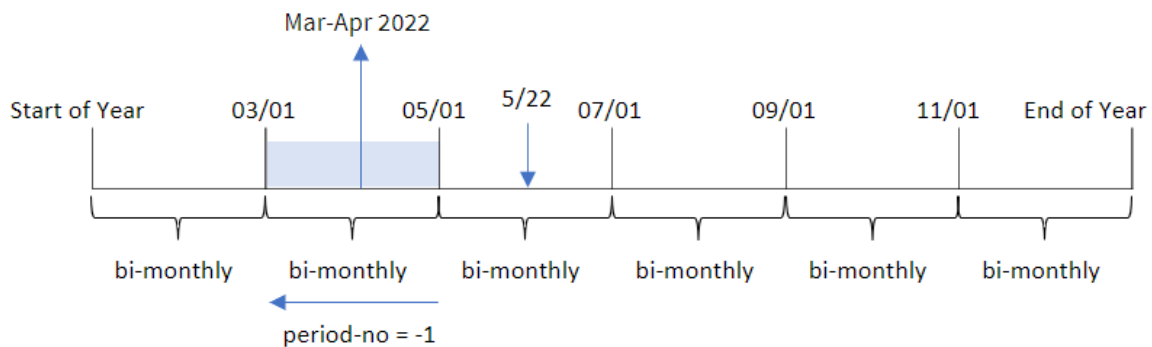 Mar-Apr 2022
Start of Year 03/01 05/01 5/22 07/01 09/01 11/01 End of Year
bi-monthly bi-monthly bi-monthly bi-monthly bi-monthly bi-monthly
period-no = -1